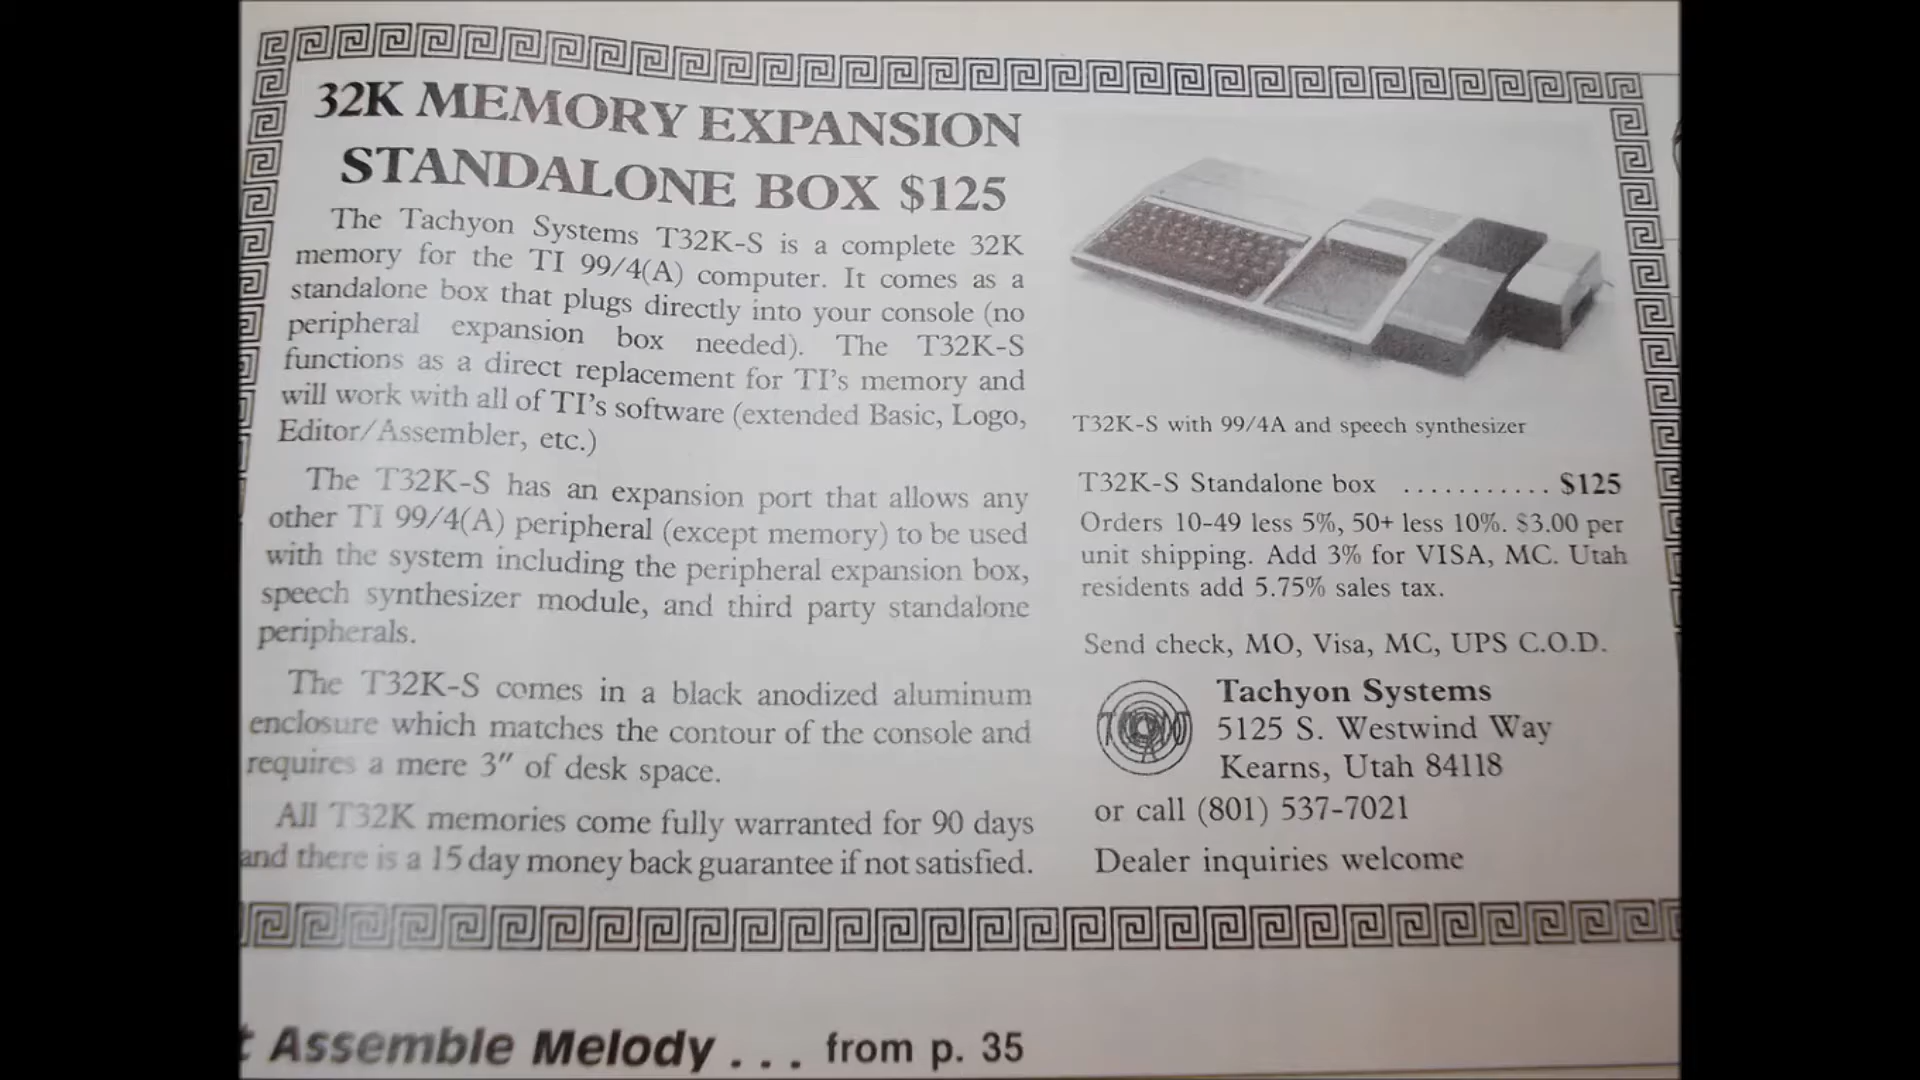 32K MEMORY EXPANSION
STANDALONE BOX $125
The Tachyon Systems T32K-S is a complete 32K
memory for the TI 99/4(A) computer. It comes as a
standalone box that plugs directly into your console (no
peripheral expansion box needed). The T32K-S
functions as a direct replacement for TI's memory and
will work with all of TI's software (extended Basic, Logo,
Editor/Assembler, etc.)
The T32K-S has an expansion port that allows any
other TI 99/4(A) peripheral (except memory) to be used
with the system including the peripheral expansion box,
speech synthesizer module, and third party standalone
peripherals.
The T32K-S comes in a black anodized aluminum
enclosure which matches the contour of the console and
requires a mere 3" of desk space.
All T32K memories come fully warranted for 90 days
and there is a 15 day money back guarantee if not satisfied.
T32K-S with 99/4A and speech synthesizer
T32K-S Standalone box ........... $125
Orders 10-49 less 5%, 50+ less 10%. $3.00 per
unit shipping. Add 3% for VISA, MC. Utah
residents add 5.75% sales tax.
Send check, MO, Visa, MC, UPS C.O.D.
Tachyon Systems
5125 S. Westwind Way
Kearns, Utah 84118
or call (801) 537-7021
Dealer inquiries welcome
t Assemble Melody . . . from p. 35